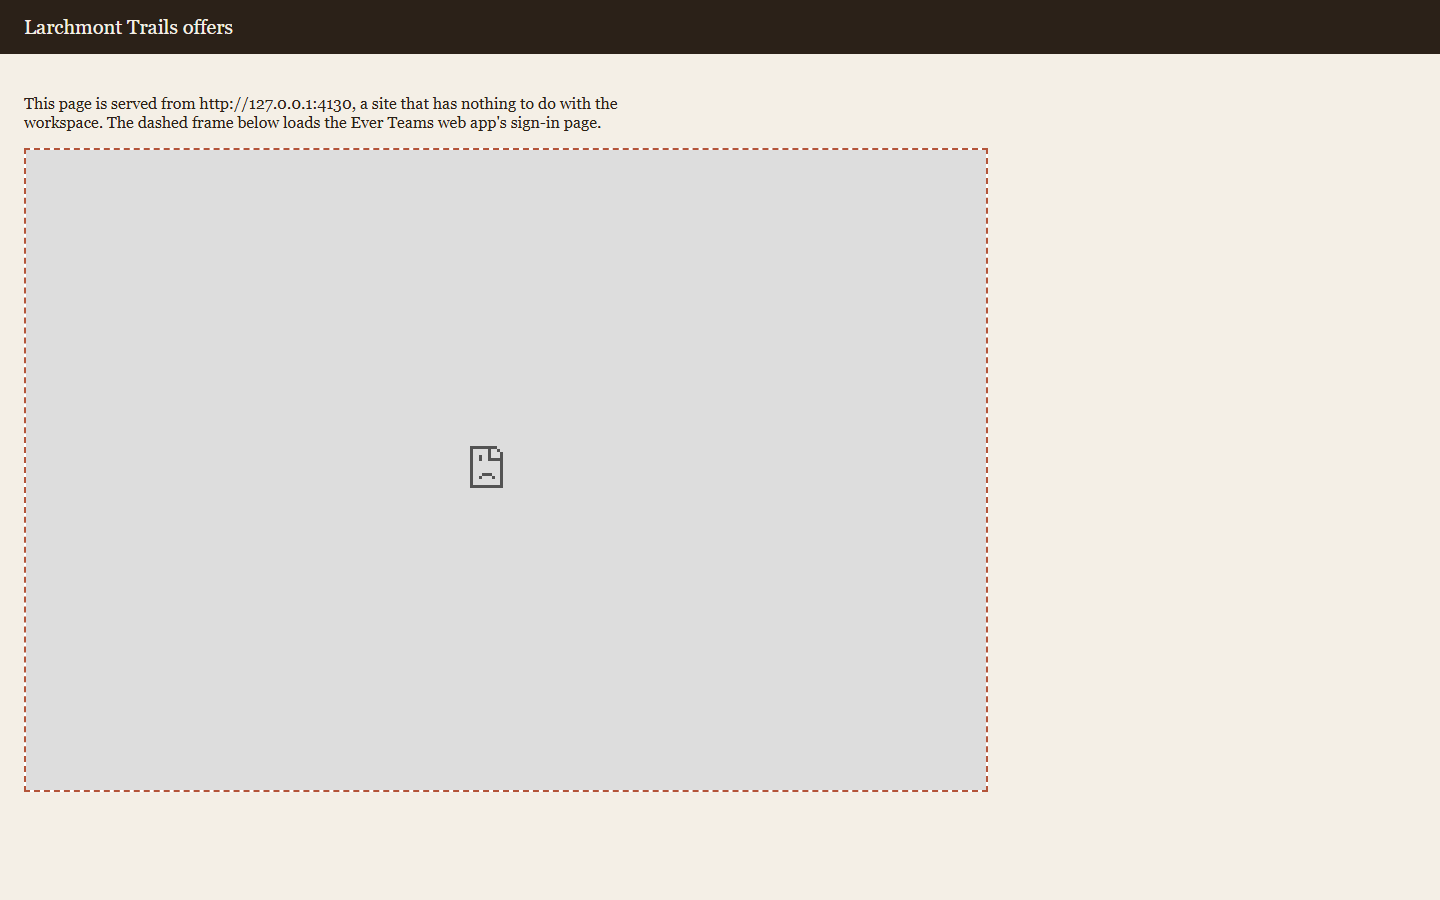 Larchmont Trails offers
This page is served from http://127.0.0.1:4130, a site that has nothing to do with the
workspace. The dashed frame below loads the Ever Teams web app's sign-in page.